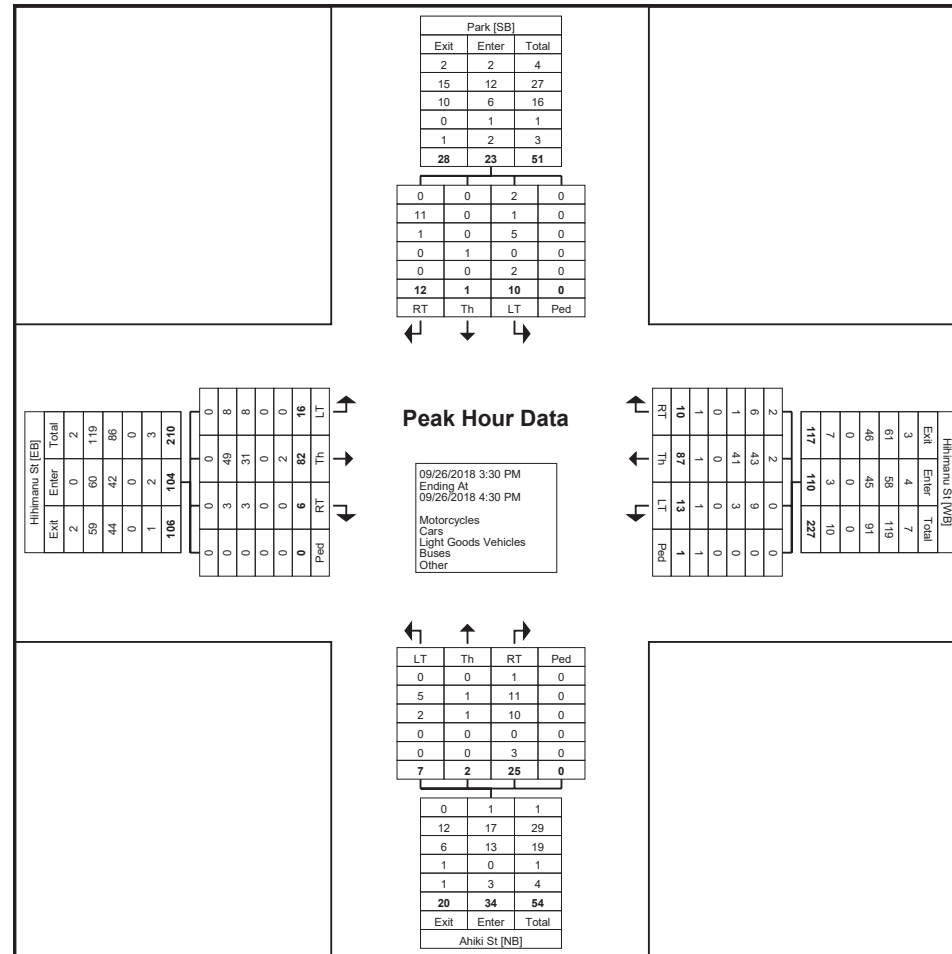 Park [SB]
Exit Enter Total
2 2 4
15 12 27
10 6 16
0 1 1
1 2 3
28 23 51
0 0 2 0
11 0 1 0
1 0 5 0
0 1 0 0
0 0 2 0
12 1 10 0
RT Th LT Ped
Hihimanu St [EB]
Exit Enter Total
2 0 2
59 60 119
44 42 86
0 0 0
1 2 3
106 104 210
0 0 0 0
0 3 49 8
0 3 31 8
0 0 0 0
0 0 2 0
0 6 82 16
Ped RT Th LT
Peak Hour Data
09/26/2018 3:30 PM
Ending At
09/26/2018 4:30 PM
Motorcycles
Cars
Light Goods Vehicles
Buses
Other
Hihimanu St [WB]
Exit Enter Total
3 4 7
61 58 119
46 45 91
0 0 0
7 3 10
117 110 227
2 2 0 0
6 43 9 0
1 41 3 0
0 0 0 0
1 1 1 1
10 87 13 1
RT Th LT Ped
LT Th RT Ped
0 0 1 0
5 1 11 0
2 1 10 0
0 0 0 0
0 0 3 0
7 2 25 0
0 1 1
12 17 29
6 13 19
1 0 1
1 3 4
20 34 54
Exit Enter Total
Ahiki St [NB]